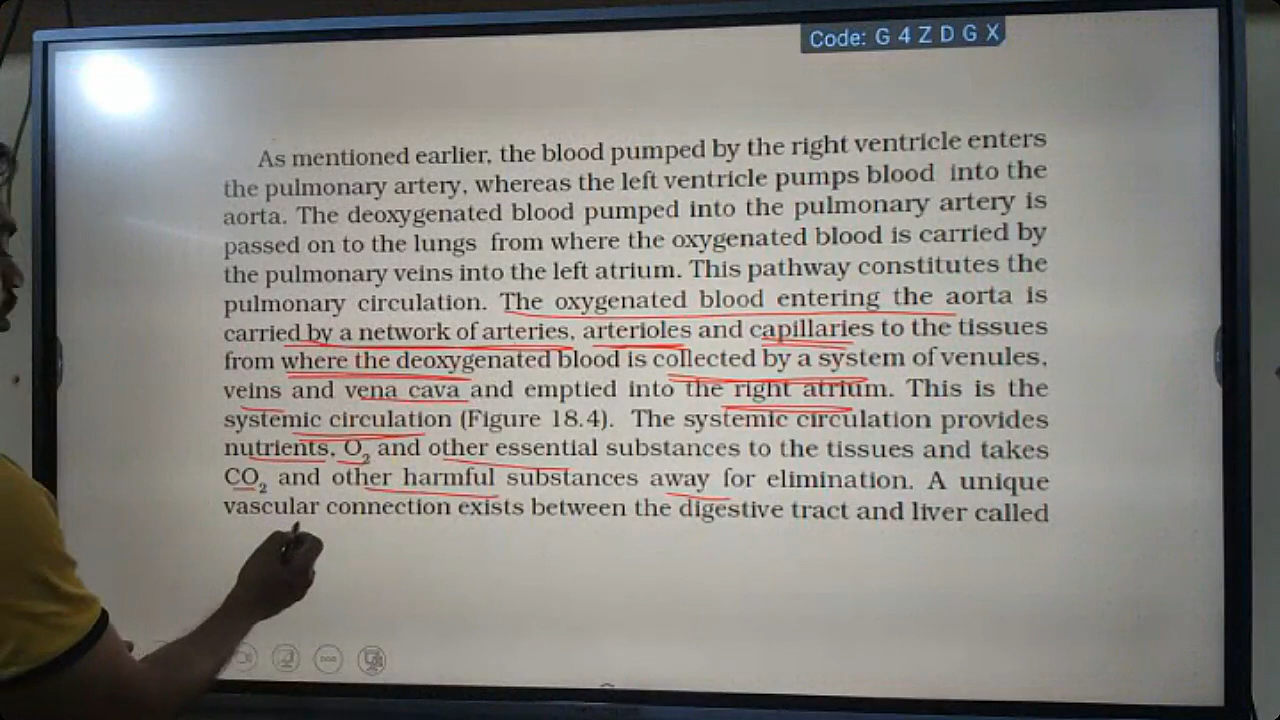 Code: G 4 Z D G X
As mentioned earlier, the blood pumped by the right ventricle enters
the pulmonary artery, whereas the left ventricle pumps blood into the
aorta. The deoxygenated blood pumped into the pulmonary artery is
passed on to the lungs from where the oxygenated blood is carried by
the pulmonary veins into the left atrium. This pathway constitutes the
pulmonary circulation. The oxygenated blood entering the aorta is
carried by a network of arteries, arterioles and capillaries to the tissues
from where the deoxygenated blood is collected by a system of venules,
veins and vena cava and emptied into the right atrium. This is the
systemic circulation (Figure 18.4). The systemic circulation provides
nutrients, O₂ and other essential substances to the tissues and takes
CO₂ and other harmful substances away for elimination. A unique
vascular connection exists between the digestive tract and liver called